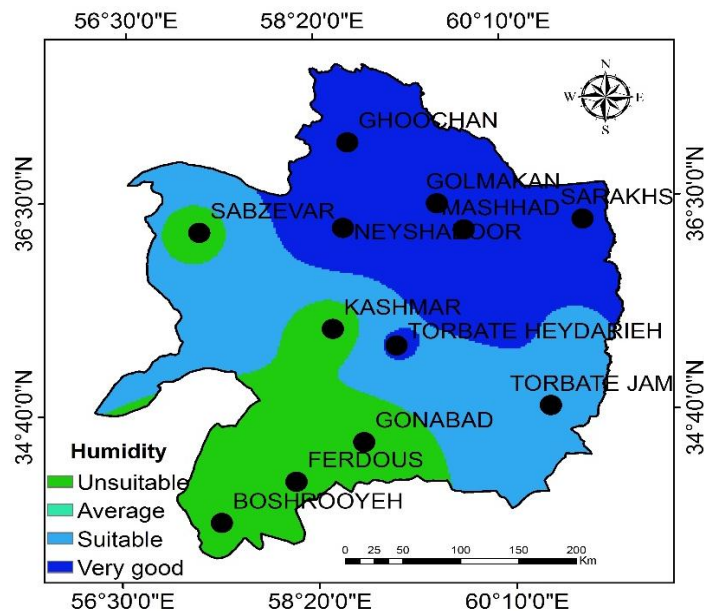 56°30'0"E 58°20'0"E 60°10'0"E
N
W E
S
GHOOCHAN
GOLMAKAN
SARAKHS
36°30'0"N 36°30'0"N
SABZEVAR
MASHHAD
NEYSHABOOR
KASHMAR
TORBATE HEYDARIEH
TORBATE JAM
34°40'0"N 34°40'0"N
GONABAD
Humidity
FERDOUS
Unsuitable
BOSHROOYEH
Average
Suitable
Very good
0 25 50 100 150 200
Km
56°30'0"E 58°20'0"E 60°10'0"E